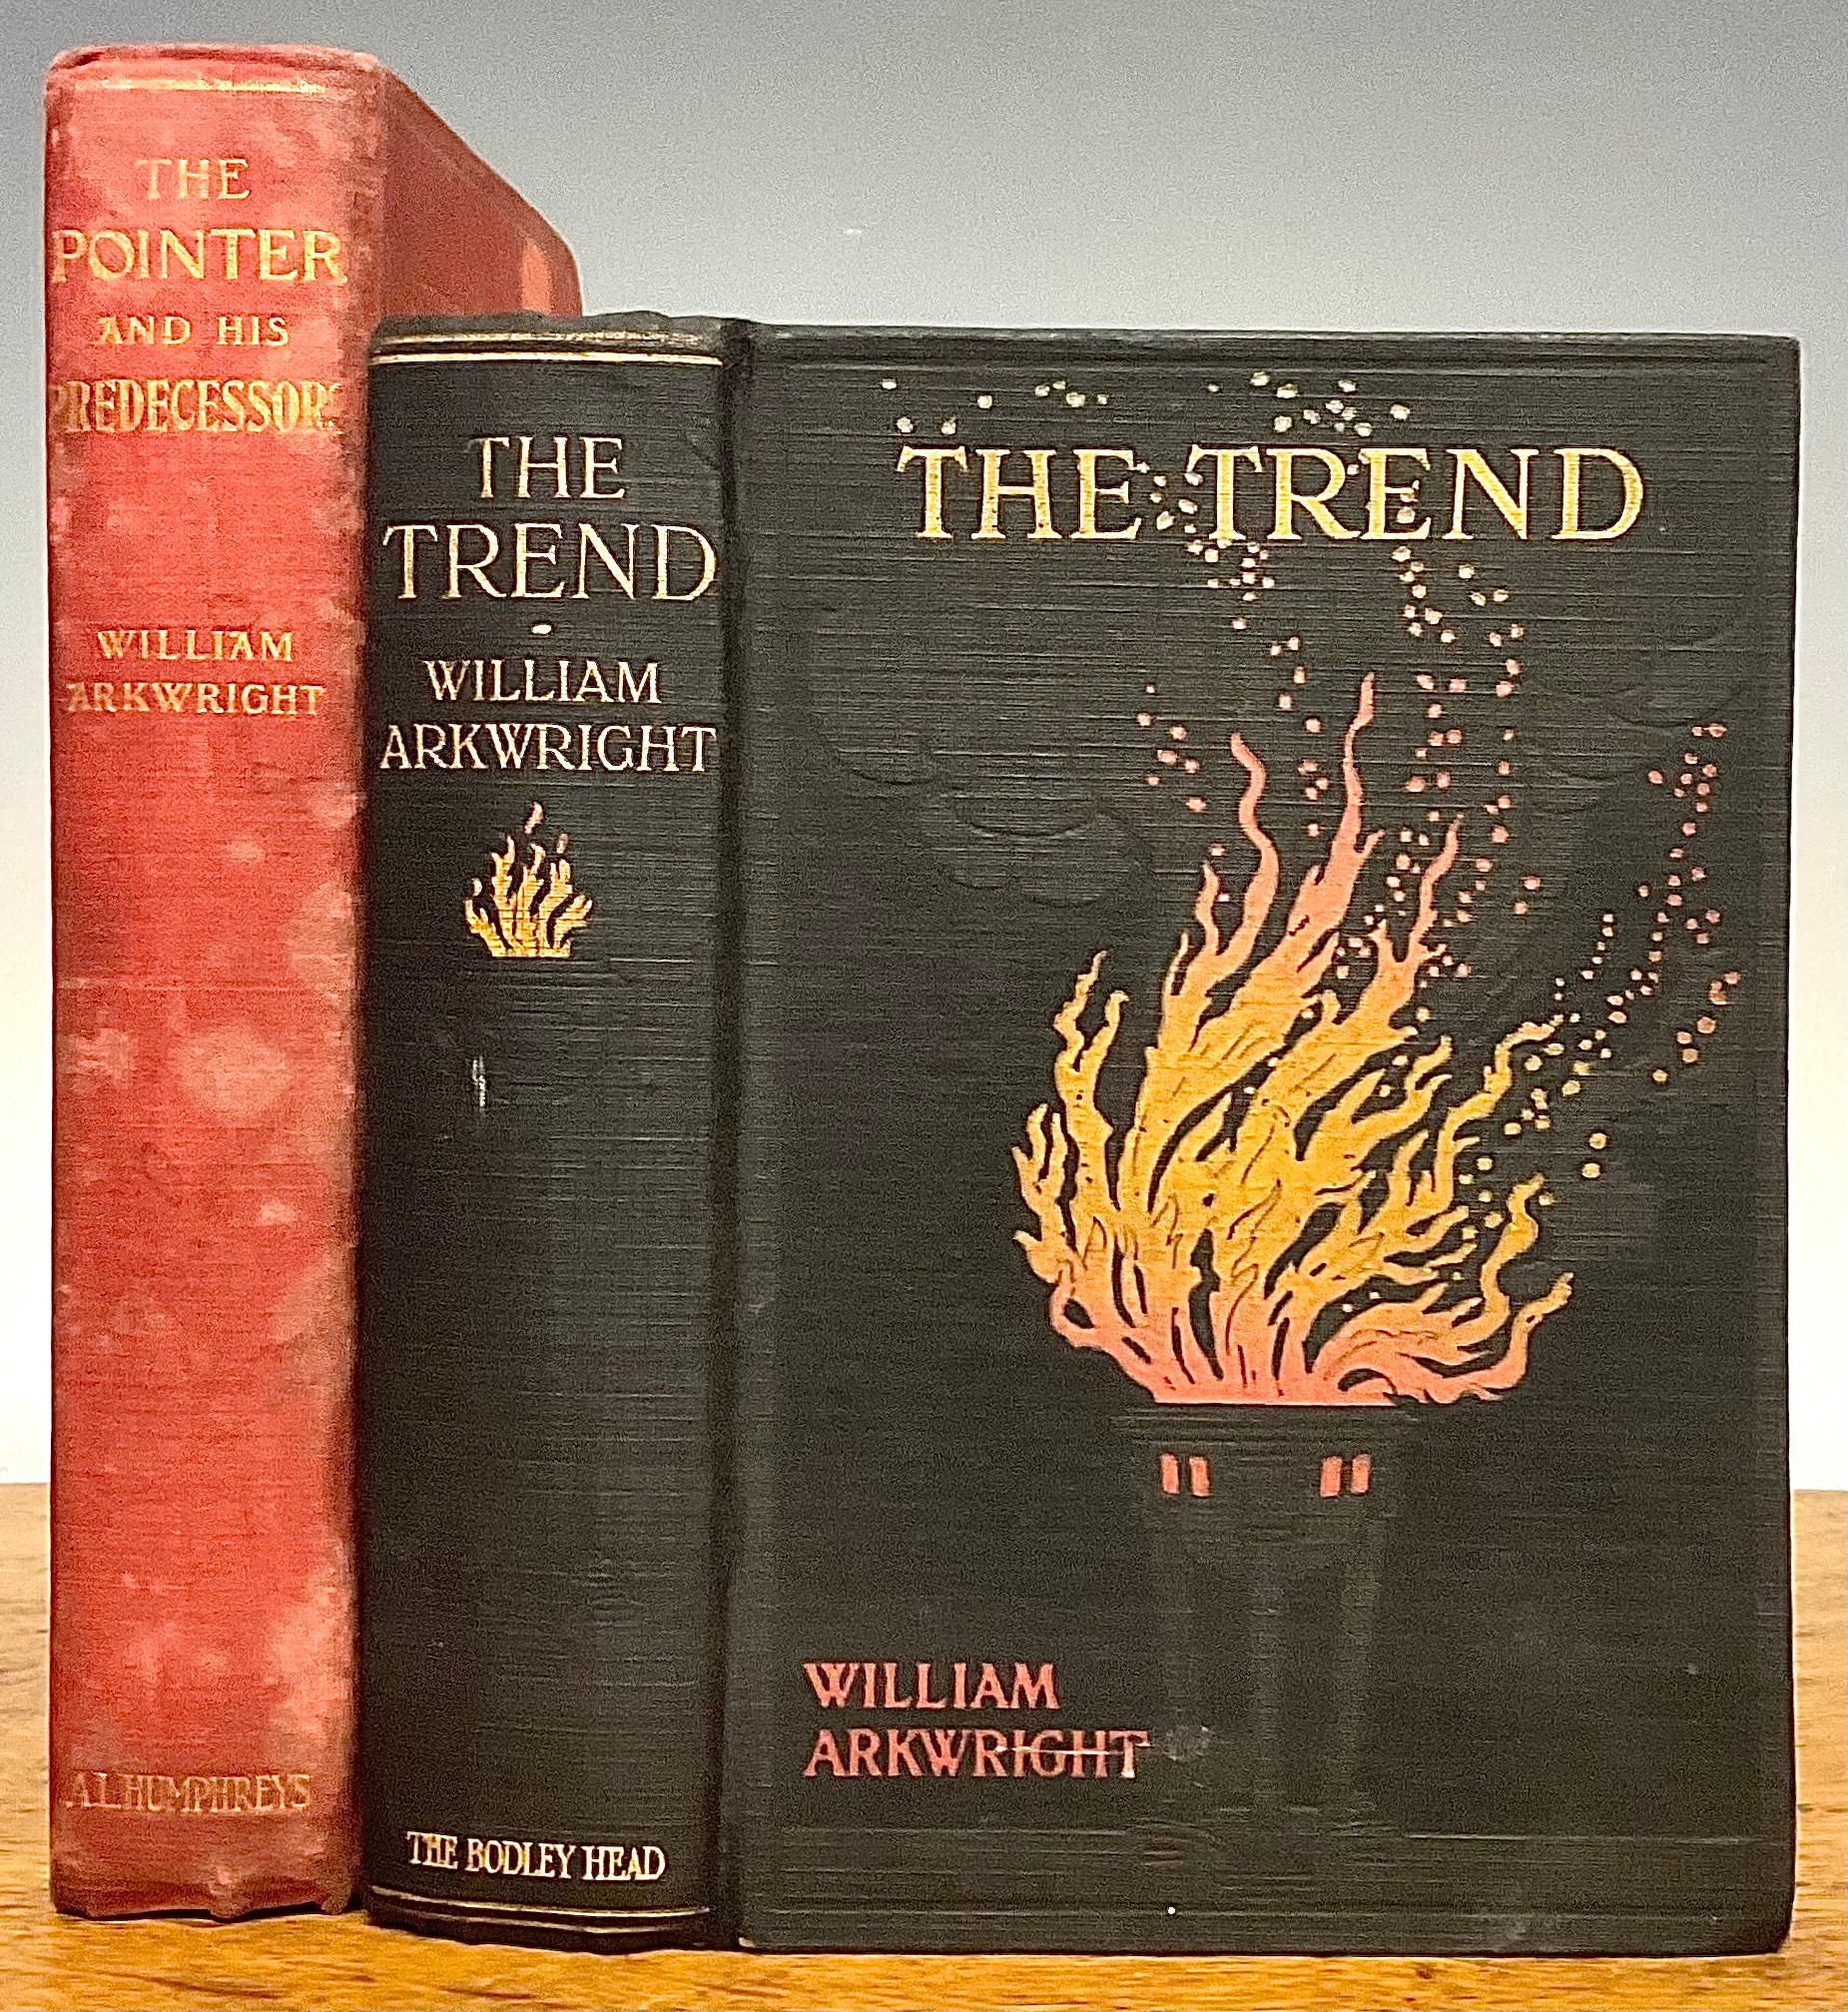 THE
POINTER
AND HIS
PREDECESSORS
WILLIAM
ARKWRIGHT
A L HUMPHREYS
THE
TREND
WILLIAM
ARKWRIGHT
THE BODLEY HEAD
THE TREND
WILLIAM
ARKWRIGHT